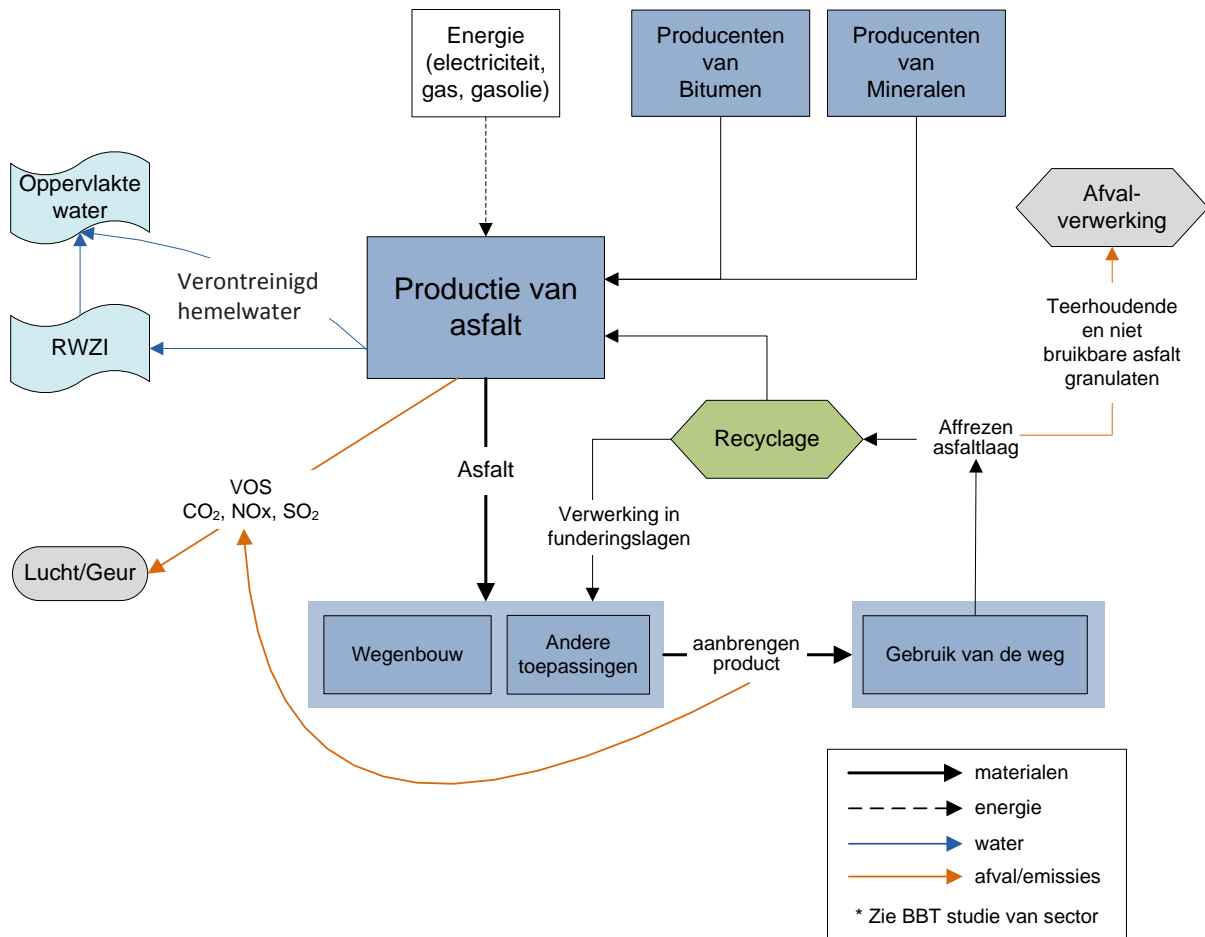 Energie
(electriciteit,
gas, gasolie)
Producenten
van
Bitumen
Producenten
van
Mineralen
Oppervlakte
water
Afval-
verwerking
Verontreinigd
hemelwater
Productie van
asfalt
RWZI
Teerhoudende
en niet
bruikbare asfalt
granulaten
Recyclage
Affrezen
asfaltlaag
Asfalt
VOS
CO₂, NOx, SO₂
Verwerking in
funderingslagen
Lucht/Geur
Wegenbouw
Andere
toepassingen
aanbrengen
product
Gebruik van de weg
materialen
energie
water
afval/emissies
* Zie BBT studie van sector